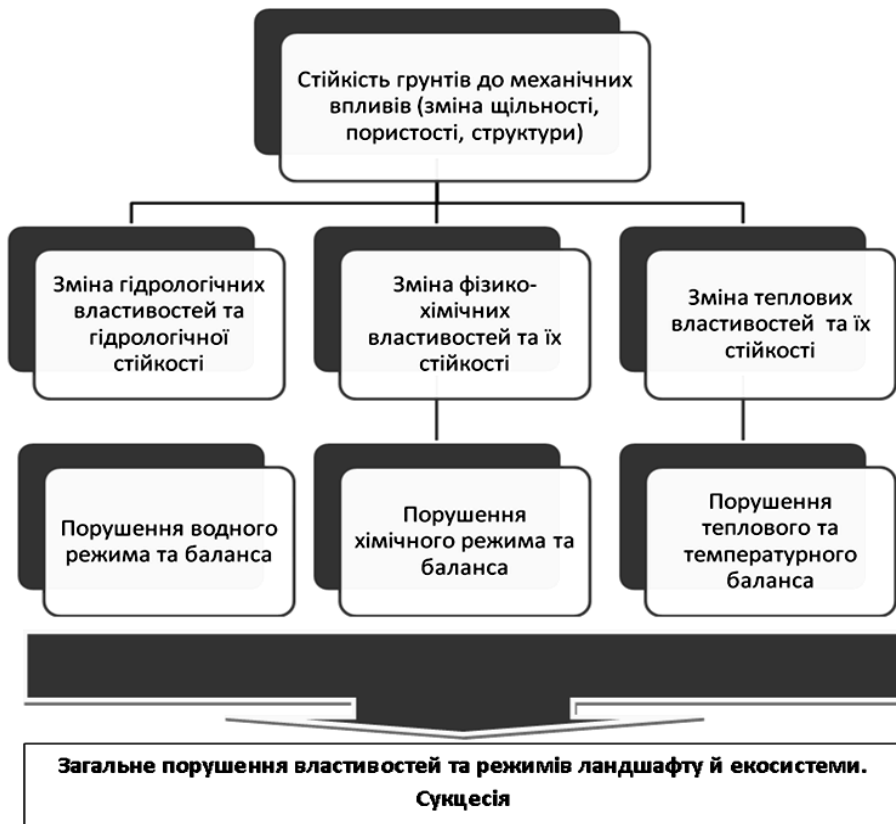 Стійкість грунтів до механічних
впливів (зміна щільності,
пористості, структури)
Зміна гідрологічних
властивостей та
гідрологічної
стійкості
Зміна фізико-
хімічних
властивостей та їх
стійкості
Зміна теплових
властивостей та їх
стійкості
Порушення водного
режима та баланса
Порушення
хімічного режима та
баланса
Порушення
теплового та
температурного
баланса
Загальне порушення властивостей та режимів ландшафту й екосистеми.
Сукцесія